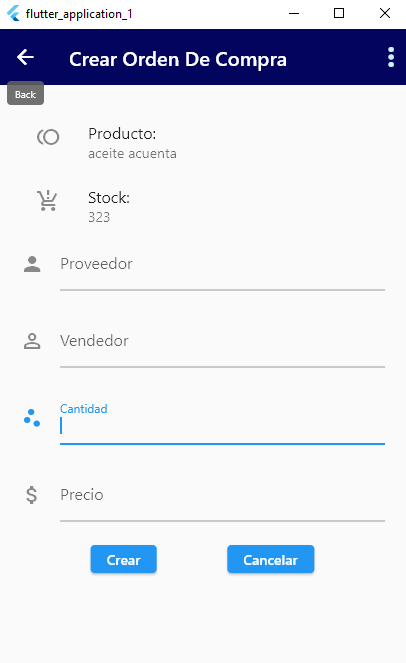 flutter_application_1
Crear Orden De Compra
Back
Producto:
aceite acuenta
Stock:
323
Proveedor
Vendedor
Cantidad
$ Precio
Crear Cancelar